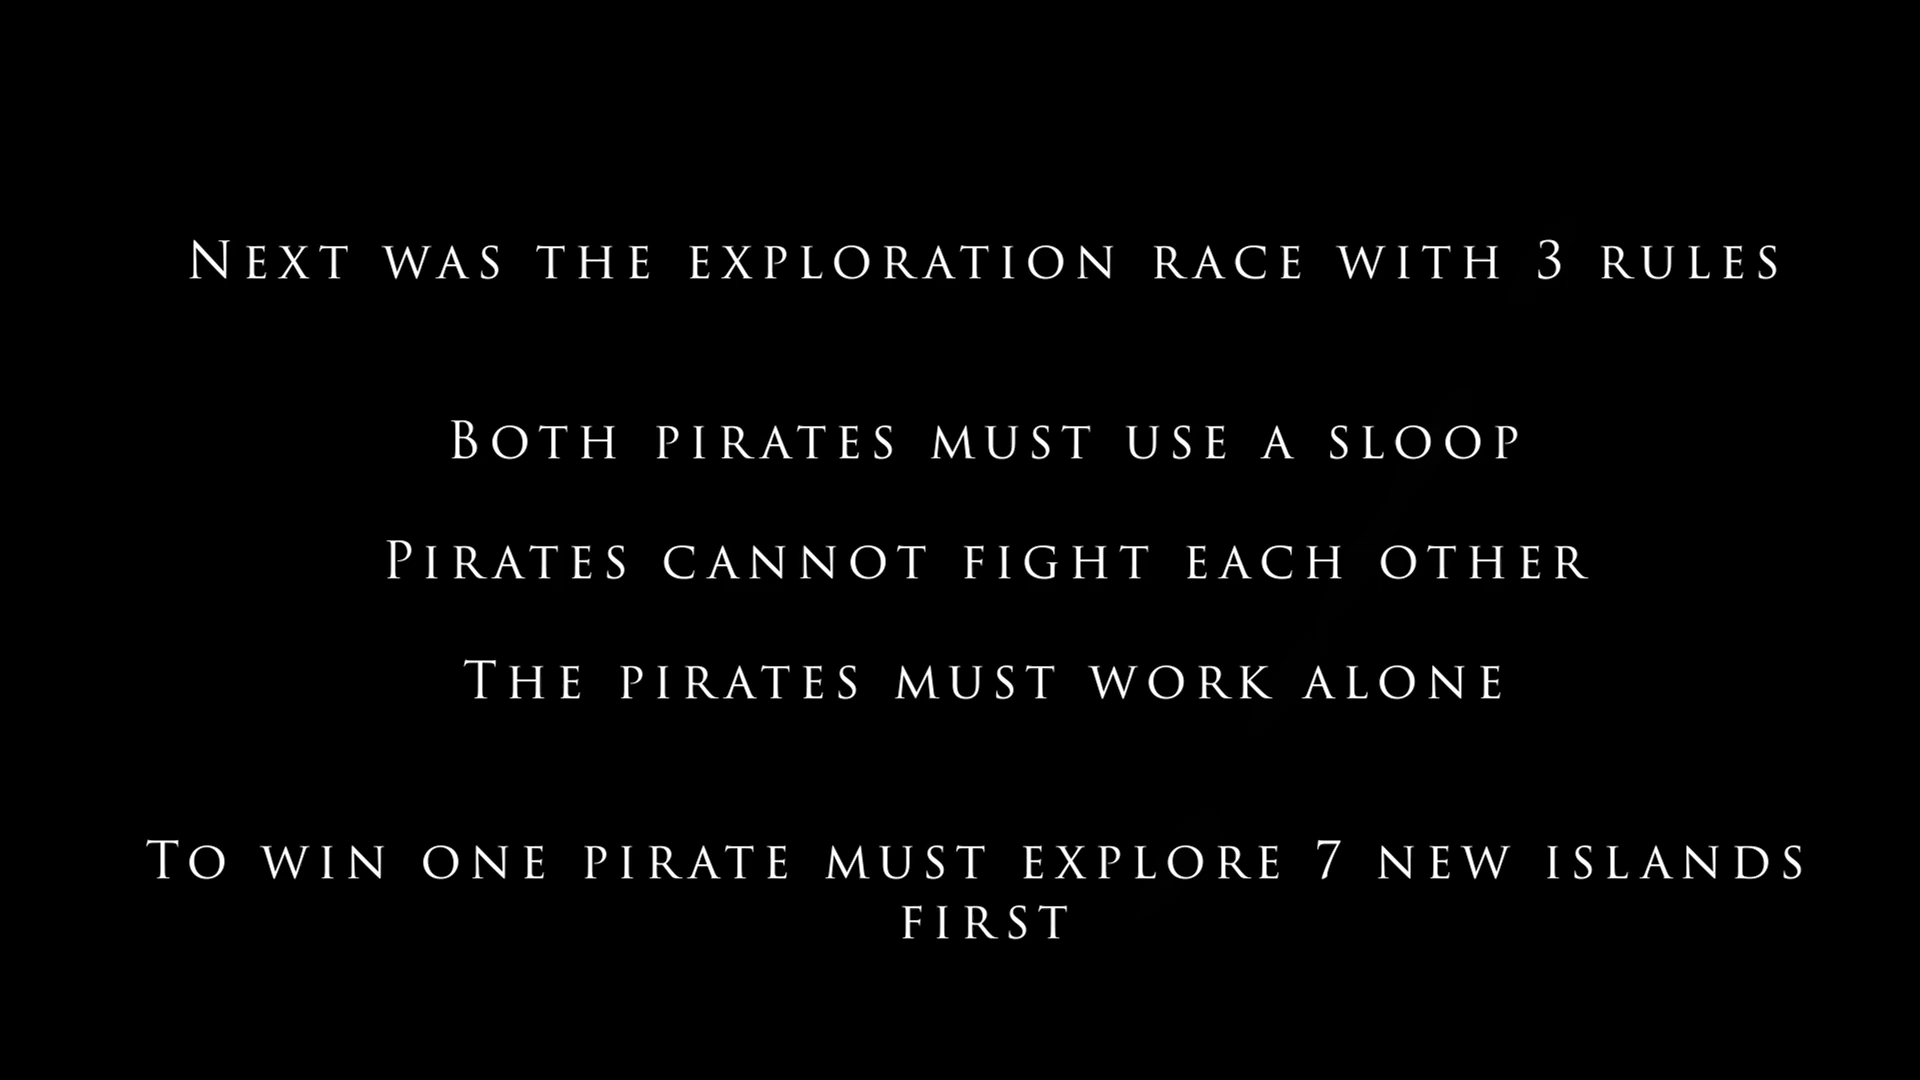 Next was the exploration race with 3 rules
Both pirates must use a sloop
Pirates cannot fight each other
The pirates must work alone
To win one pirate must explore 7 new islands
first